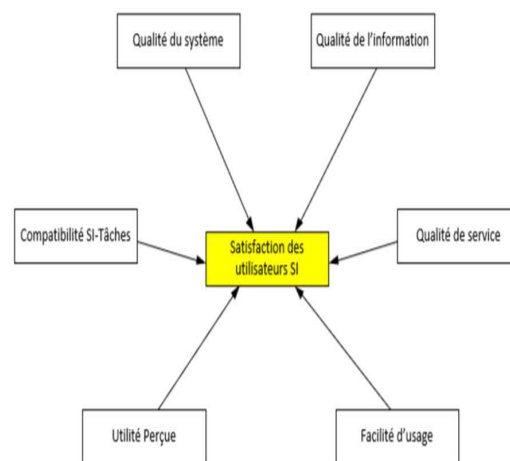 Qualité du système
Qualité de l'information
Compatibilité SI-Tâches
Satisfaction des
utilisateurs SI
Qualité de service
Utilité Perçue
Facilité d'usage